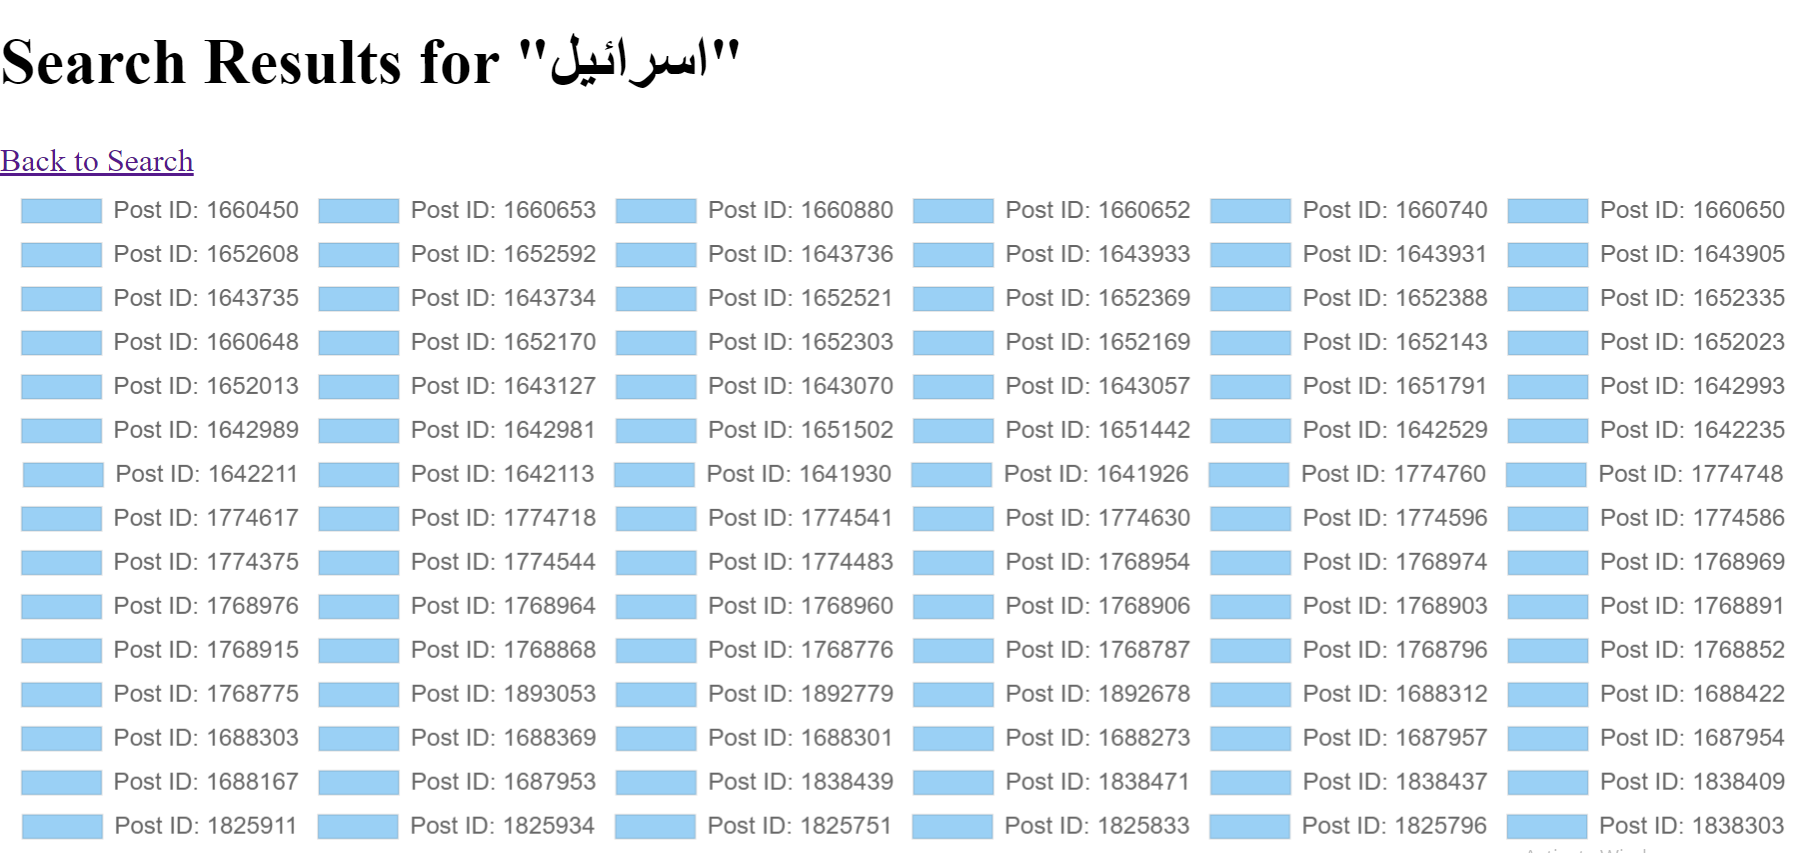 Search Results for "اسرائيل"
Back to Search
Post ID: 1660450 Post ID: 1660653 Post ID: 1660880 Post ID: 1660652 Post ID: 1660740 Post ID: 1660650
Post ID: 1652608 Post ID: 1652592 Post ID: 1643736 Post ID: 1643933 Post ID: 1643931 Post ID: 1643905
Post ID: 1643735 Post ID: 1643734 Post ID: 1652521 Post ID: 1652369 Post ID: 1652388 Post ID: 1652335
Post ID: 1660648 Post ID: 1652170 Post ID: 1652303 Post ID: 1652169 Post ID: 1652143 Post ID: 1652023
Post ID: 1652013 Post ID: 1643127 Post ID: 1643070 Post ID: 1643057 Post ID: 1651791 Post ID: 1642993
Post ID: 1642989 Post ID: 1642981 Post ID: 1651502 Post ID: 1651442 Post ID: 1642529 Post ID: 1642235
Post ID: 1642211 Post ID: 1642113 Post ID: 1641930 Post ID: 1641926 Post ID: 1774760 Post ID: 1774748
Post ID: 1774617 Post ID: 1774718 Post ID: 1774541 Post ID: 1774630 Post ID: 1774596 Post ID: 1774586
Post ID: 1774375 Post ID: 1774544 Post ID: 1774483 Post ID: 1768954 Post ID: 1768974 Post ID: 1768969
Post ID: 1768976 Post ID: 1768964 Post ID: 1768960 Post ID: 1768906 Post ID: 1768903 Post ID: 1768891
Post ID: 1768915 Post ID: 1768868 Post ID: 1768776 Post ID: 1768787 Post ID: 1768796 Post ID: 1768852
Post ID: 1768775 Post ID: 1893053 Post ID: 1892779 Post ID: 1892678 Post ID: 1688312 Post ID: 1688422
Post ID: 1688303 Post ID: 1688369 Post ID: 1688301 Post ID: 1688273 Post ID: 1687957 Post ID: 1687954
Post ID: 1688167 Post ID: 1687953 Post ID: 1838439 Post ID: 1838471 Post ID: 1838437 Post ID: 1838409
Post ID: 1825911 Post ID: 1825934 Post ID: 1825751 Post ID: 1825833 Post ID: 1825796 Post ID: 1838303